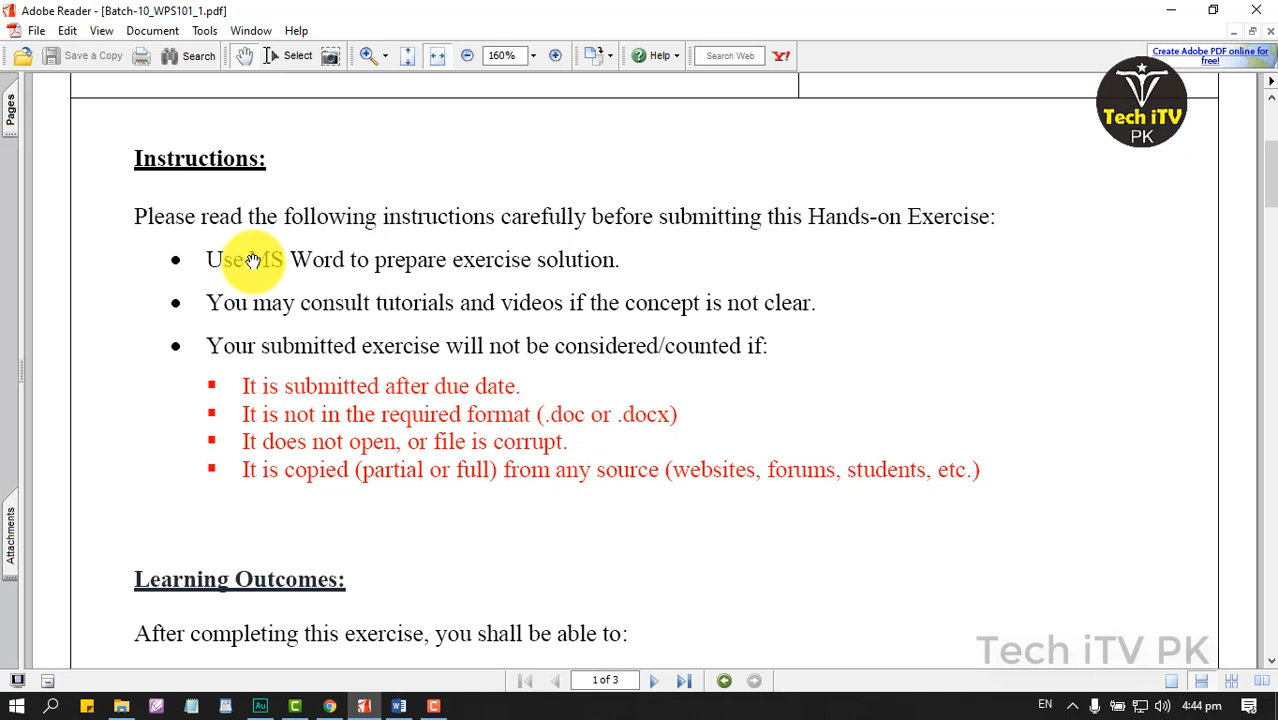 Adobe Reader - [Batch-10_WPS101_1.pdf]
File Edit View Document Tools Window Help
Save a Copy Search Select 160% Help Search Web Y! Create Adobe PDF online for free!
Pages
Tech iTV
PK
Instructions:
Please read the following instructions carefully before submitting this Hands-on Exercise:
• Use MS Word to prepare exercise solution.
• You may consult tutorials and videos if the concept is not clear.
• Your submitted exercise will not be considered/counted if:
▪ It is submitted after due date.
▪ It is not in the required format (.doc or .docx)
▪ It does not open, or file is corrupt.
▪ It is copied (partial or full) from any source (websites, forums, students, etc.)
Attachments
Learning Outcomes:
After completing this exercise, you shall be able to:
Tech iTV PK
1 of 3
Au W C EN 4:44 pm